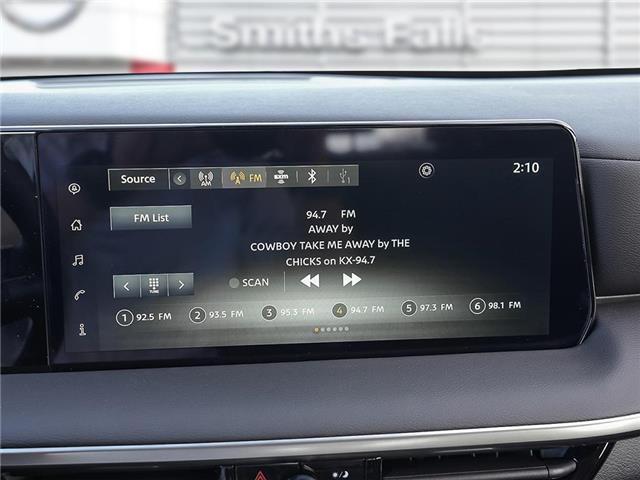 Smiths Falls
2:10
Source
AM
FM
sxm
1
FM List
94.7 FM
AWAY by
COWBOY TAKE ME AWAY by THE
CHICKS on KX-94.7
SCAN
1 92.5 FM
2 93.5 FM
3 95.3 FM
4 94.7 FM
5 97.3 FM
6 98.1 FM